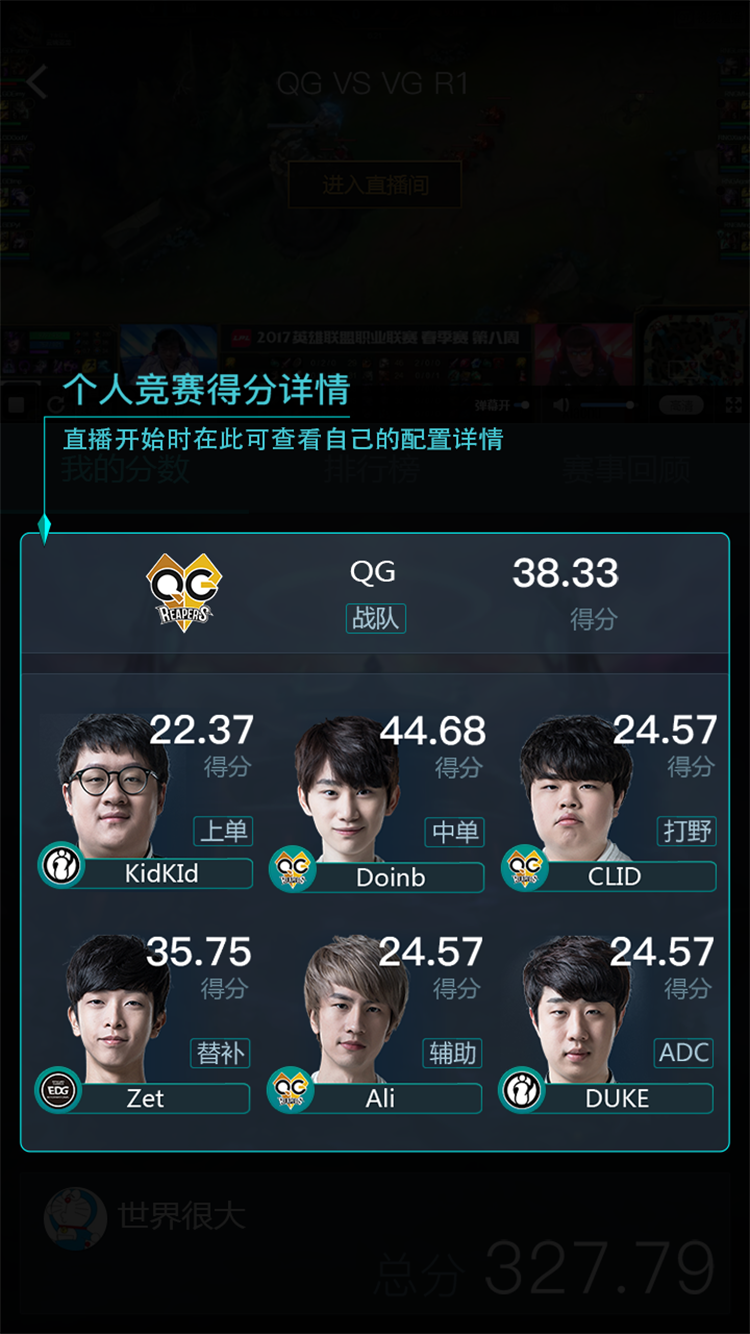 QG VS VG R1
进入直播间
2017英雄联盟职业联赛 春季赛 第八周
个人竞赛得分详情
弹幕开
直播开始时在此可查看自己的配置详情
我的分数 排行榜 赛事回顾
QG REAPERS
QG
38.33
战队
得分
22.37
得分
上单
KidKId
44.68
得分
中单
QG REAPERS
Doinb
24.57
得分
打野
QG REAPERS
CLID
35.75
得分
替补
EDG
Zet
24.57
得分
辅助
QG REAPERS
Ali
24.57
得分
ADC
DUKE
世界很大
总分 327.79